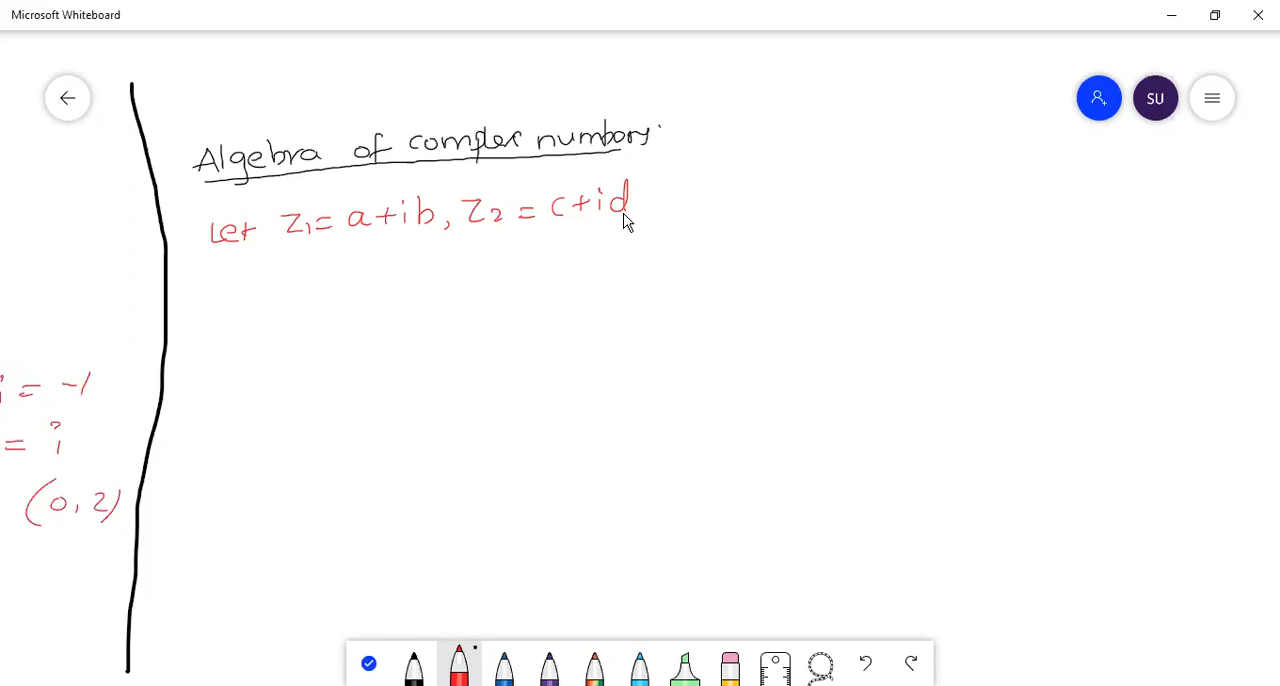 Microsoft Whiteboard
SU
Algebra of complex numbers:
Let z₁ = a+ib, z₂ = c+id
= -1
= i
(0, 2)